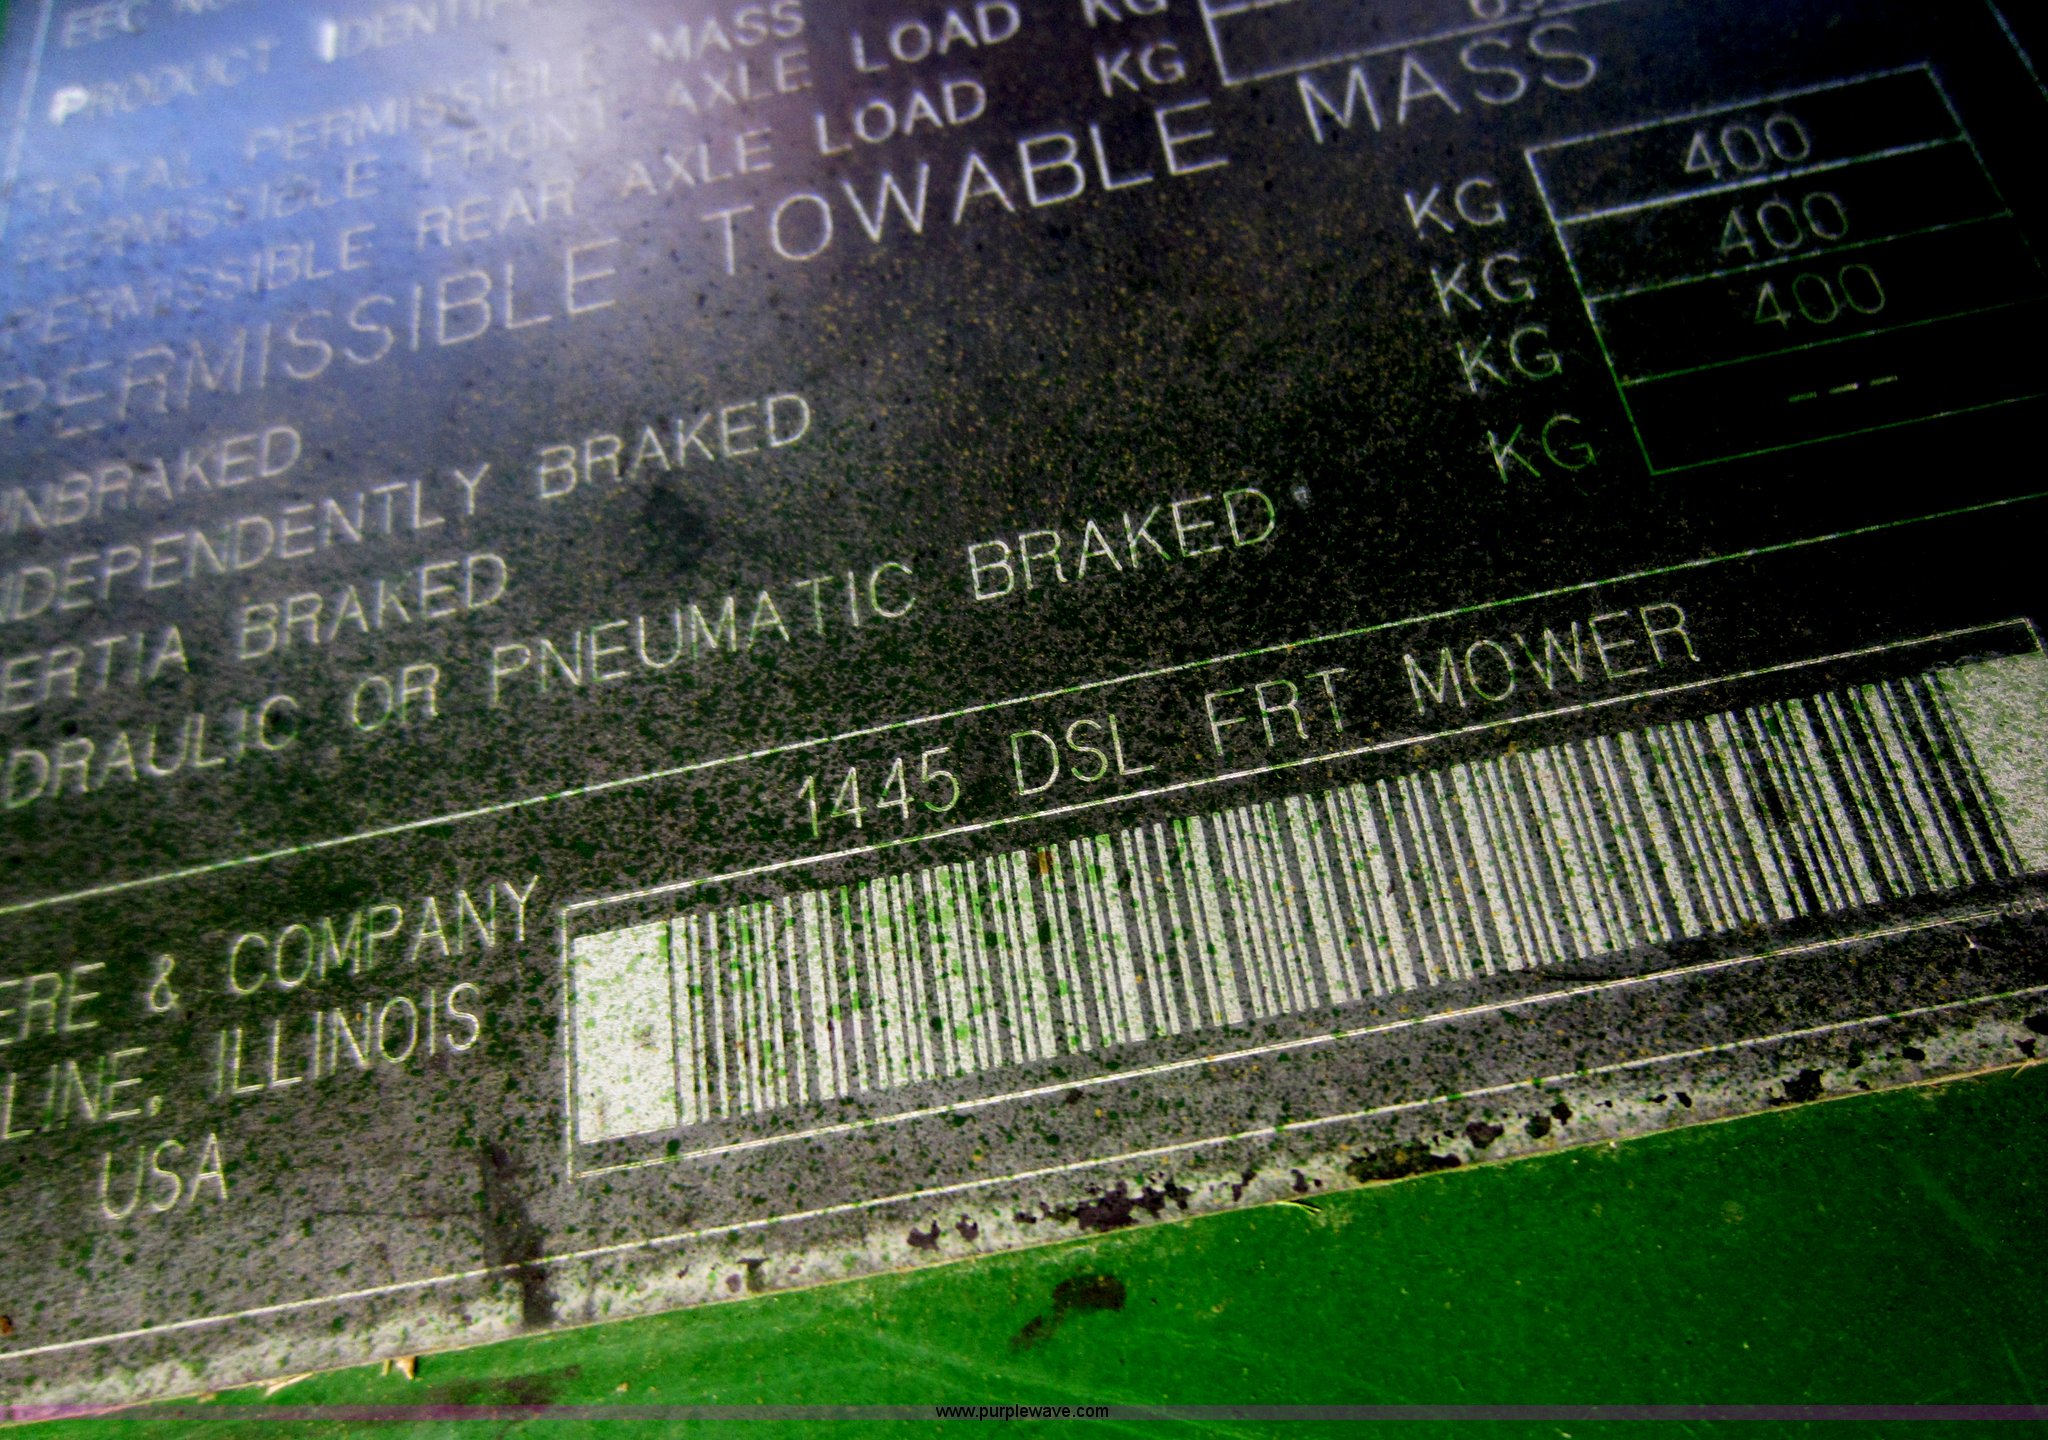 PRODUCT IDENTI
TOTAL PERMISSIBLE MASS KG
PERMISSIBLE FRONT AXLE LOAD KG
PERMISSIBLE REAR AXLE LOAD KG
PERMISSIBLE TOWABLE MASS
UNBRAKED KG 400
INDEPENDENTLY BRAKED KG 400
ERTIA BRAKED KG 400
DRAULIC OR PNEUMATIC BRAKED KG ---
1445 DSL FRT MOWER
ERE & COMPANY
LINE, ILLINOIS
USA
www.purplewave.com